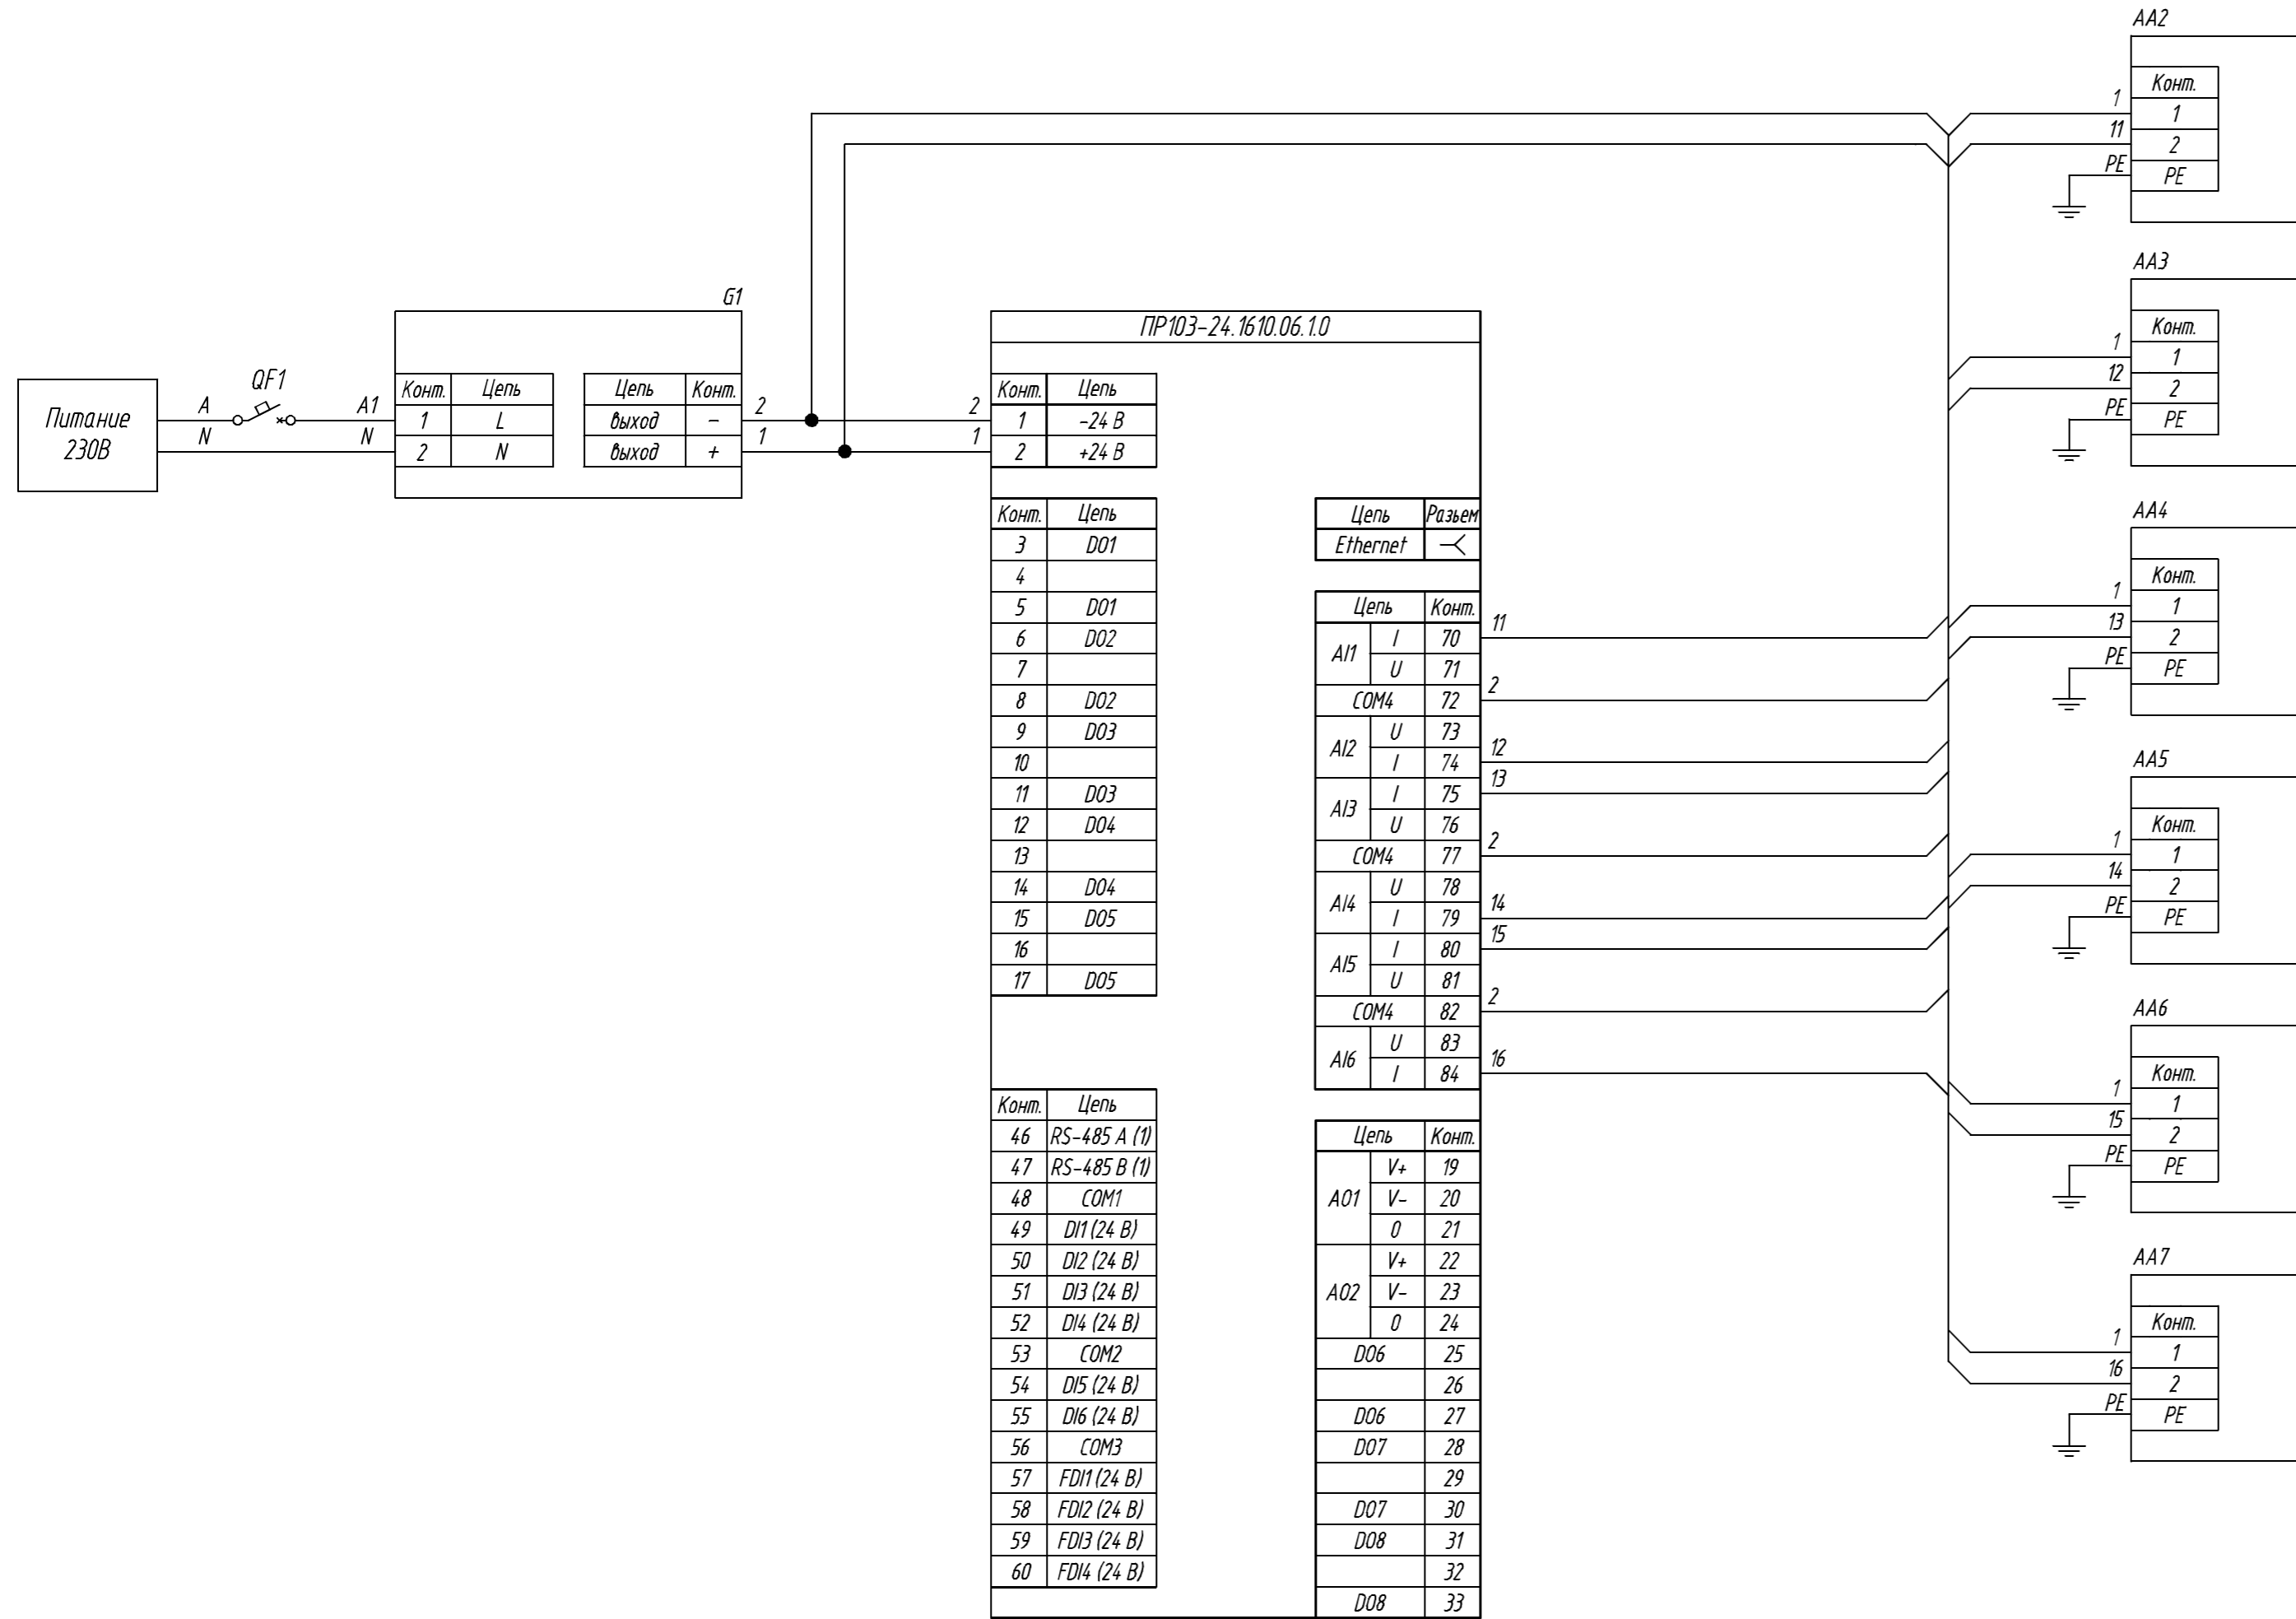 AA2
Конт.
1 1
11 2
PE PE
AA3
Конт.
1 1
12 2
PE PE
AA4
Конт.
1 1
13 2
PE PE
AA5
Конт.
1 1
14 2
PE PE
AA6
Конт.
1 1
15 2
PE PE
AA7
Конт.
1 1
16 2
PE PE
Питание
230В
A
N
QF1
A1
N
G1
Конт. Цепь
1 L
2 N
Цепь Конт.
выход –
выход +
2
1
2
1
ПР103-24.1610.06.1.0
Конт. Цепь
1 -24 В
2 +24 В
Конт. Цепь
3 DO1
4
5 DO1
6 DO2
7
8 DO2
9 DO3
10
11 DO3
12 DO4
13
14 DO4
15 DO5
16
17 DO5
Конт. Цепь
46 RS-485 A (1)
47 RS-485 B (1)
48 COM1
49 DI1 (24 В)
50 DI2 (24 В)
51 DI3 (24 В)
52 DI4 (24 В)
53 COM2
54 DI5 (24 В)
55 DI6 (24 В)
56 COM3
57 FDI1 (24 В)
58 FDI2 (24 В)
59 FDI3 (24 В)
60 FDI4 (24 В)
Цепь Разьем
Ethernet
Цепь Конт.
AI1 I 70 11
U 71
COM4 72 2
AI2 U 73
I 74 12
AI3 I 75 13
U 76
COM4 77 2
AI4 U 78
I 79 14
AI5 I 80 15
U 81
COM4 82 2
AI6 U 83
I 84 16
Цепь Конт.
AO1 V+ 19
V- 20
0 21
AO2 V+ 22
V- 23
0 24
DO6 25
26
DO6 27
DO7 28
29
DO7 30
DO8 31
32
DO8 33